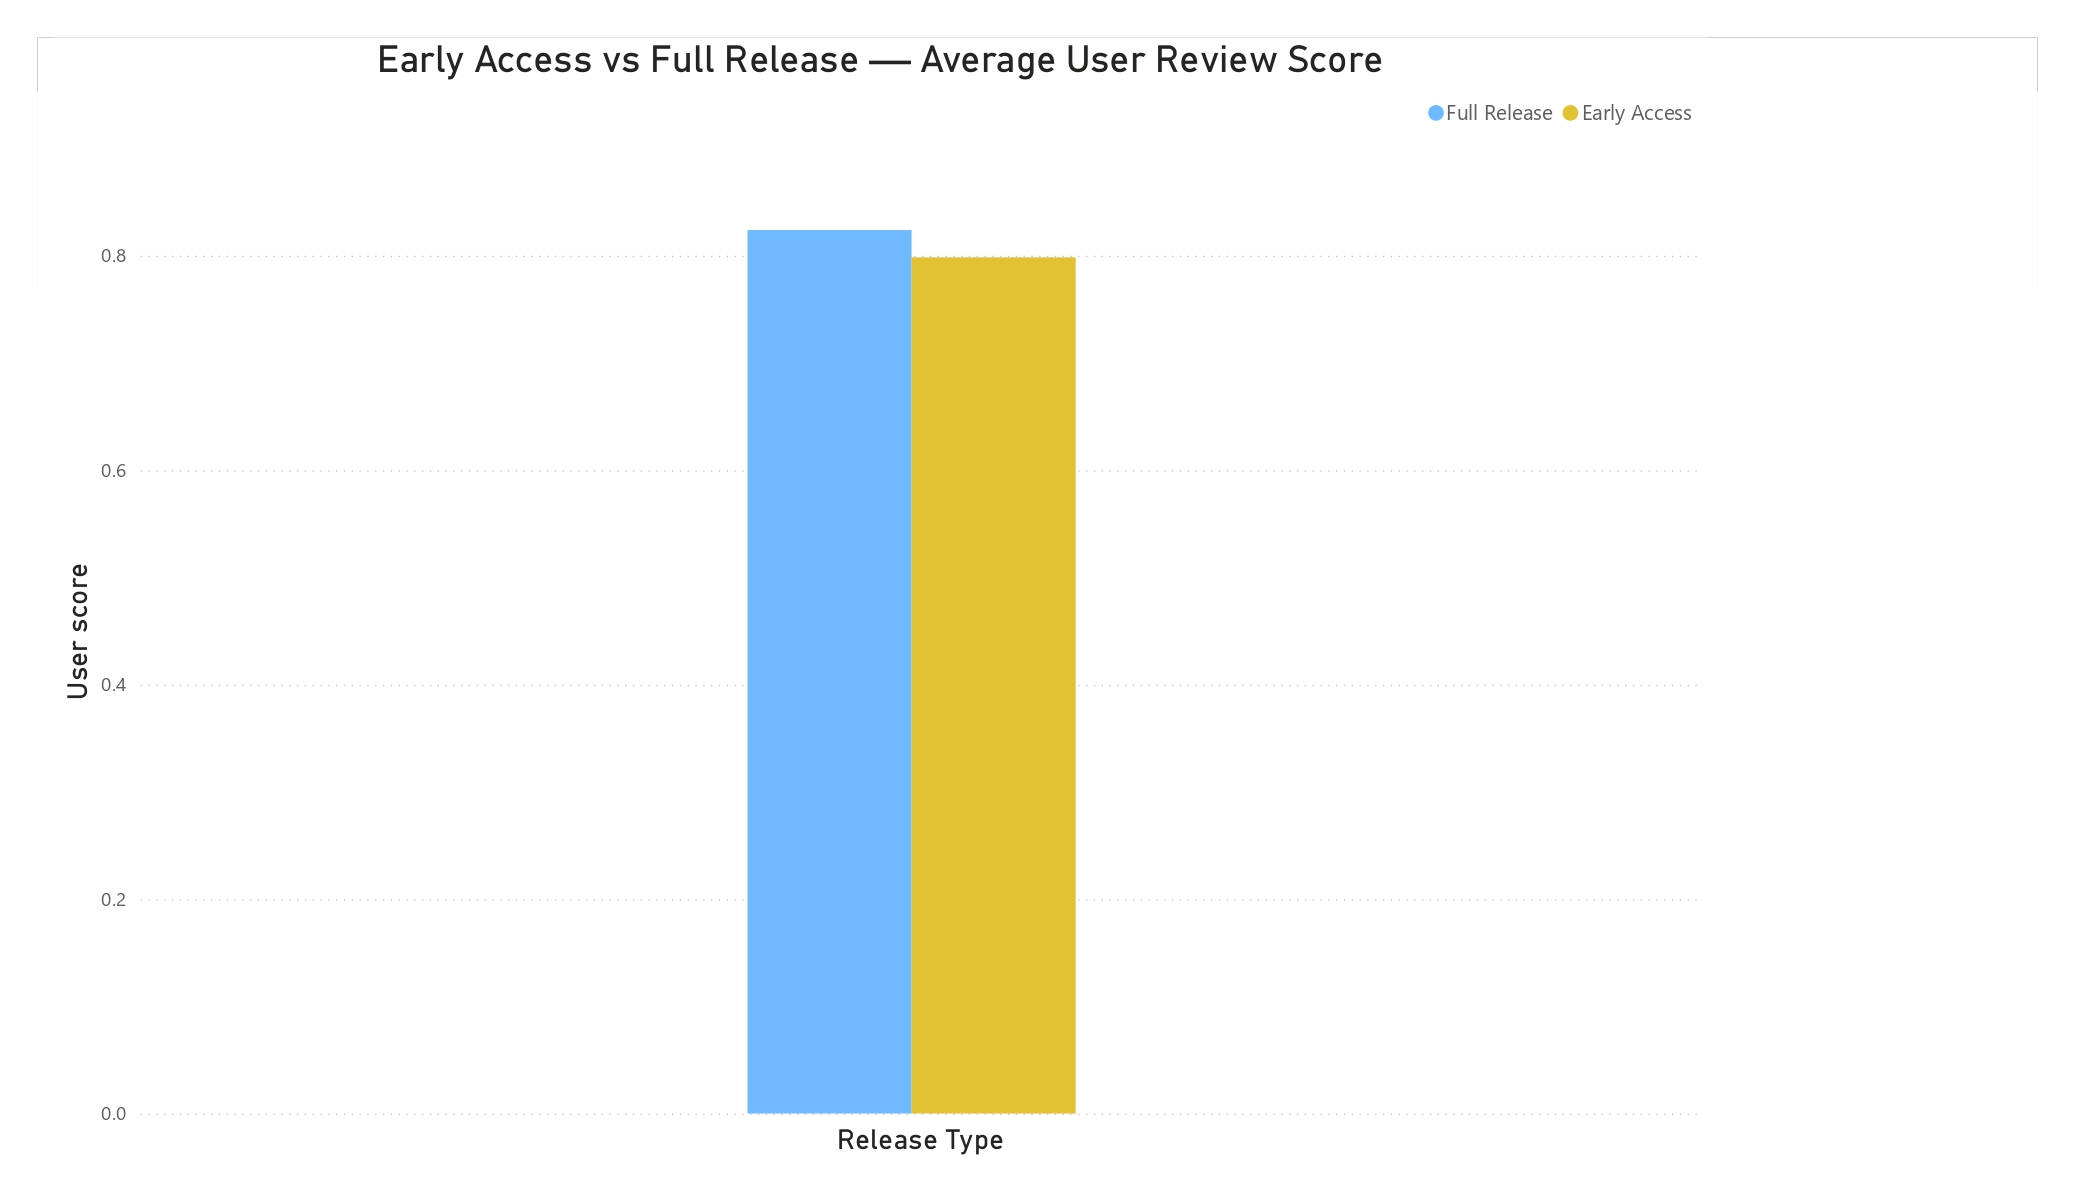 Early Access vs Full Release — Average User Review Score
Full Release Early Access
0.8
0.6
0.4
0.2
0.0
User score
Release Type